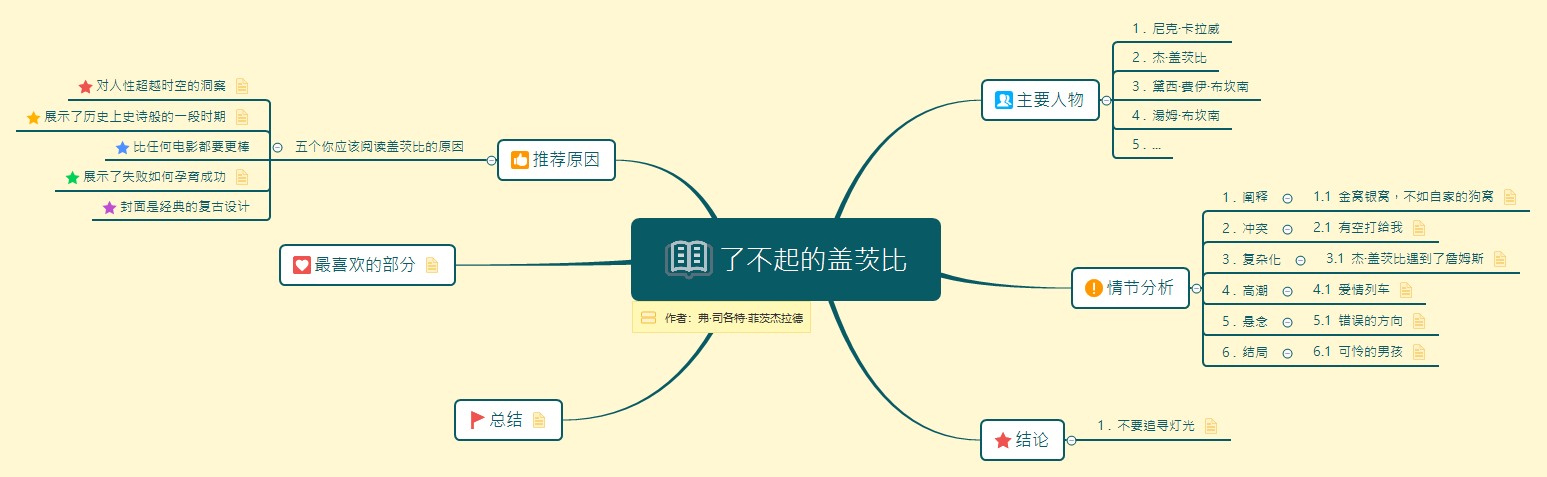 了不起的盖茨比
作者：弗·司各特·菲茨杰拉德
主要人物
1. 尼克·卡拉威
2. 杰·盖茨比
3. 黛西·費伊·布坎南
4. 湯姆·布坎南
5. ...
情节分析
1. 阐释
1.1 金窝银窝，不如自家的狗窝
2. 冲突
2.1 有空打给我
3. 复杂化
3.1 杰·盖茨比遇到了詹姆斯
4. 高潮
4.1 爱情列车
5. 悬念
5.1 错误的方向
6. 结局
6.1 可怜的男孩
结论
1. 不要追寻灯光
推荐原因
五个你应该阅读盖茨比的原因
对人性超越时空的洞察
展示了历史上史诗般的一段时期
比任何电影都要更棒
展示了失败如何孕育成功
封面是经典的复古设计
最喜欢的部分
总结